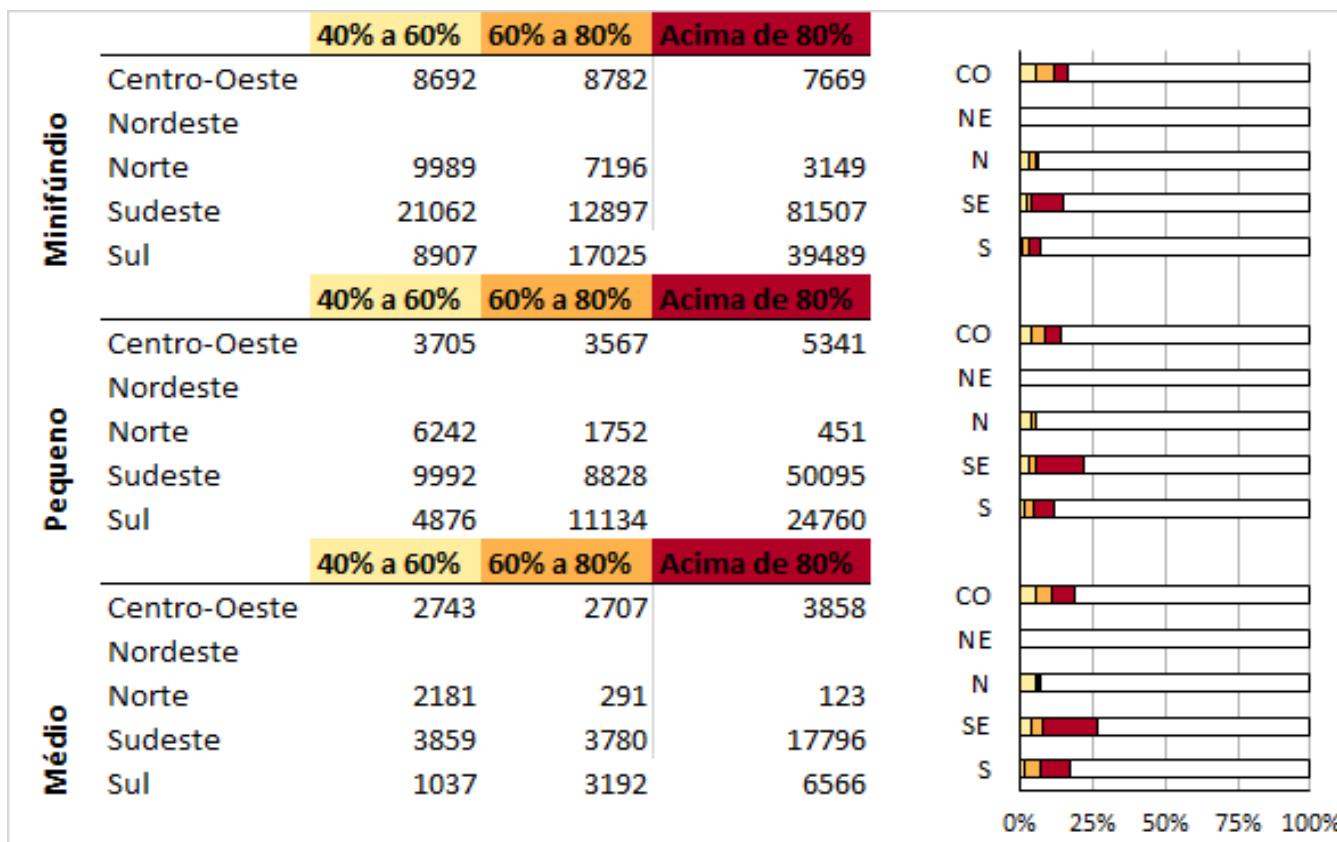 40% a 60% 60% a 80% Acima de 80%
Minifúndio
Centro-Oeste 8692 8782 7669 CO
Nordeste NE
Norte 9989 7196 3149 N
Sudeste 21062 12897 81507 SE
Sul 8907 17025 39489 S
40% a 60% 60% a 80% Acima de 80%
Pequeno
Centro-Oeste 3705 3567 5341 CO
Nordeste NE
Norte 6242 1752 451 N
Sudeste 9992 8828 50095 SE
Sul 4876 11134 24760 S
40% a 60% 60% a 80% Acima de 80%
Médio
Centro-Oeste 2743 2707 3858 CO
Nordeste NE
Norte 2181 291 123 N
Sudeste 3859 3780 17796 SE
Sul 1037 3192 6566 S
0% 25% 50% 75% 100%